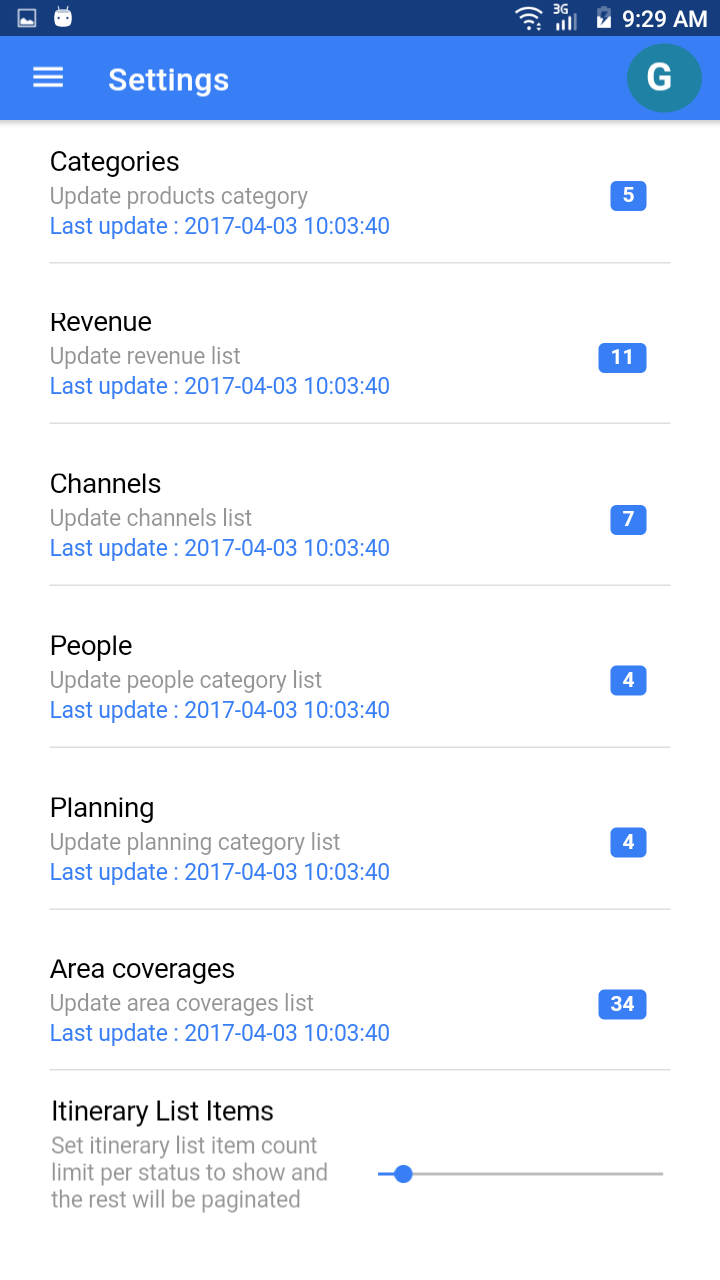 3G 9:29 AM
Settings
G
Categories
Update products category
5
Last update : 2017-04-03 10:03:40
Revenue
Update revenue list
11
Last update : 2017-04-03 10:03:40
Channels
Update channels list
7
Last update : 2017-04-03 10:03:40
People
Update people category list
4
Last update : 2017-04-03 10:03:40
Planning
Update planning category list
4
Last update : 2017-04-03 10:03:40
Area coverages
Update area coverages list
34
Last update : 2017-04-03 10:03:40
Itinerary List Items
Set itinerary list item count
limit per status to show and
the rest will be paginated